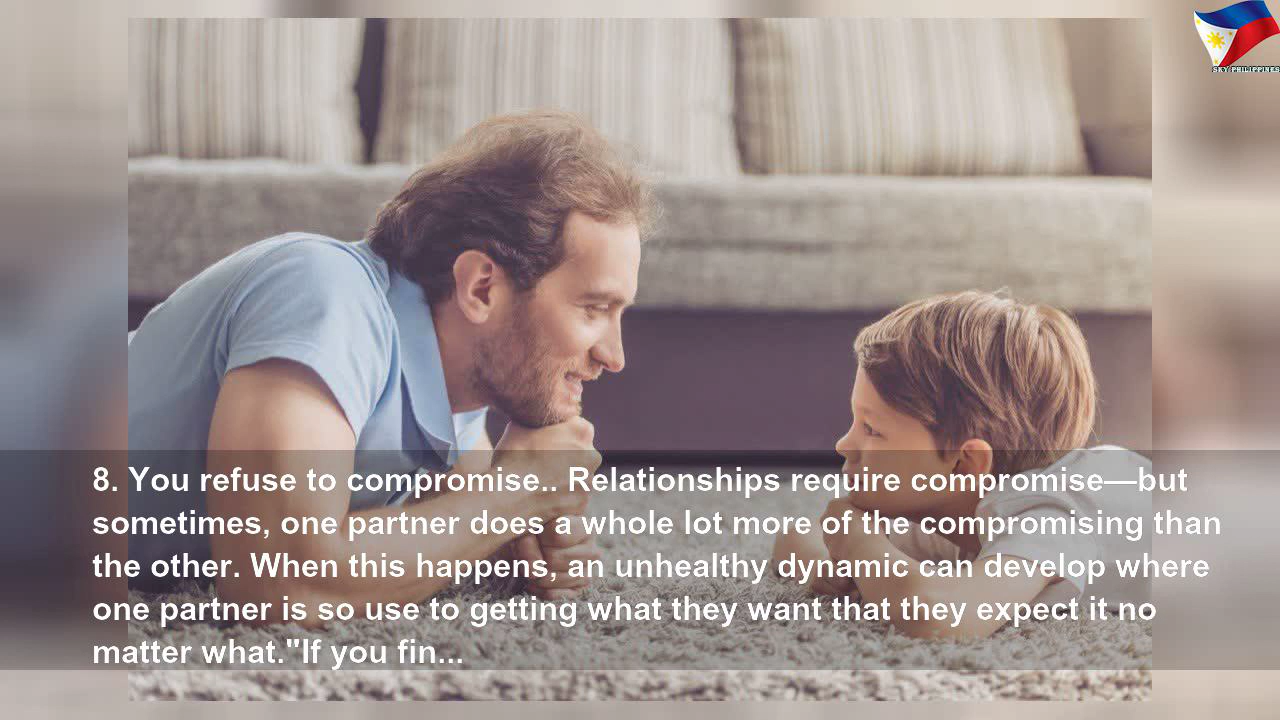 SKY PHILIPPINES
8. You refuse to compromise.. Relationships require compromise—but
sometimes, one partner does a whole lot more of the compromising than
the other. When this happens, an unhealthy dynamic can develop where
one partner is so use to getting what they want that they expect it no
matter what."If you fin...